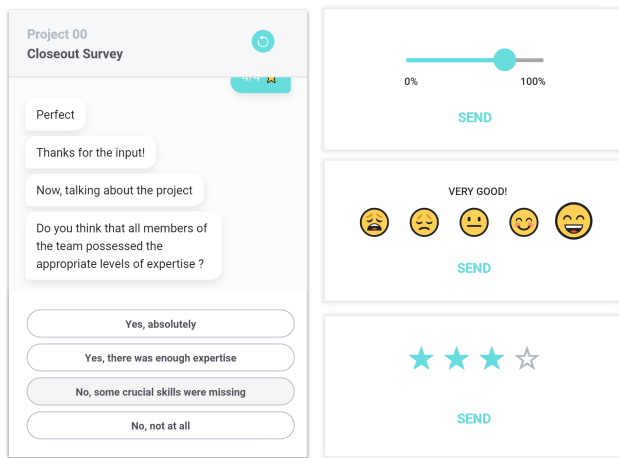 Project 00
Closeout Survey
Perfect
Thanks for the input!
Now, talking about the project
Do you think that all members of
the team possessed the
appropriate levels of expertise ?
Yes, absolutely
Yes, there was enough expertise
No, some crucial skills were missing
No, not at all
0%
100%
SEND
VERY GOOD!
SEND
SEND